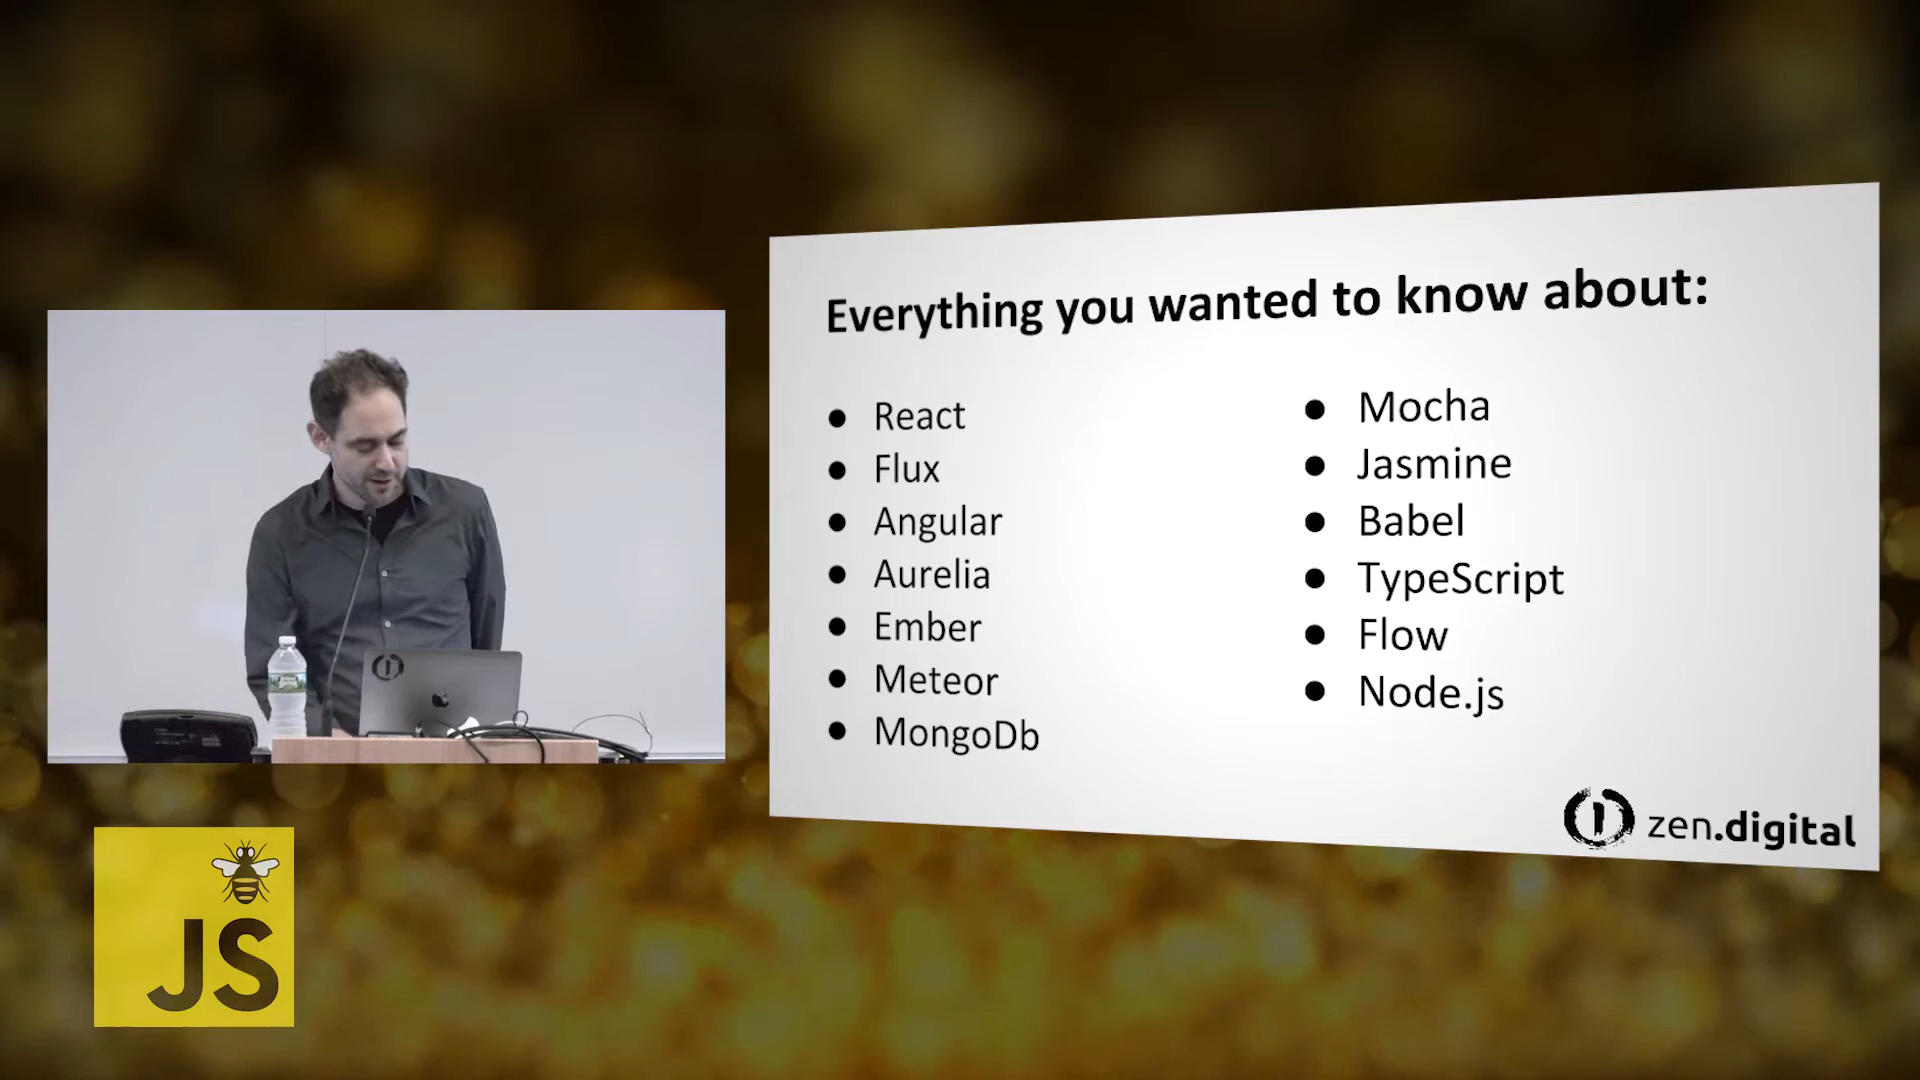 Everything you wanted to know about:
React
Flux
Angular
Aurelia
Ember
Meteor
MongoDb
Mocha
Jasmine
Babel
TypeScript
Flow
Node.js
zen.digital
JS